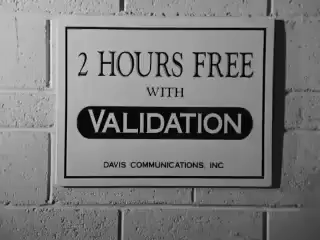 2 HOURS FREE
WITH
VALIDATION
DAVIS COMMUNICATIONS, INC